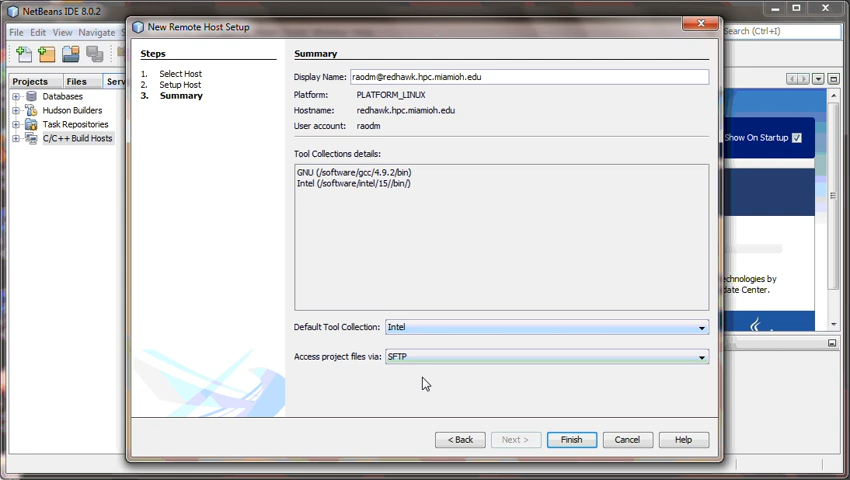 NetBeans IDE 8.0.2
File Edit View Navigate
Search (Ctrl+I)
Projects Files Serv
Databases
Hudson Builders
Task Repositories
C/C++ Build Hosts
New Remote Host Setup
Steps
1. Select Host
2. Setup Host
3. Summary
Summary
Display Name: raodm@redhawk.hpc.miamioh.edu
Platform: PLATFORM_LINUX
Hostname: redhawk.hpc.miamioh.edu
User account: raodm
Tool Collections details:
GNU (/software/gcc/4.9.2/bin)
Intel (/software/intel/15//bin/)
Default Tool Collection: Intel
Access project files via: SFTP
< Back Next > Finish Cancel Help
Show On Startup
echnologies by
date Center.